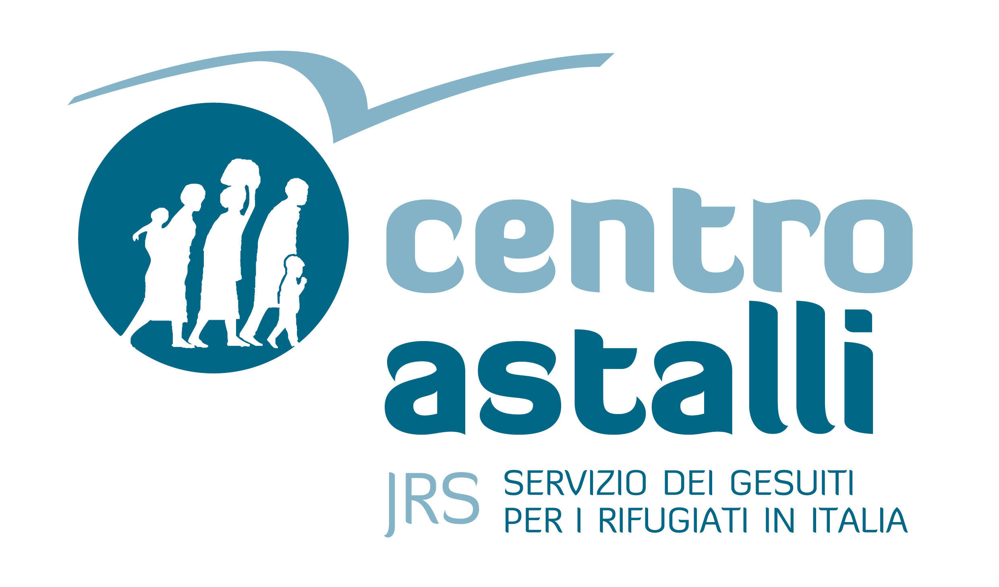 centro
astalli
JRS SERVIZIO DEI GESUITI
PER I RIFUGIATI IN ITALIA